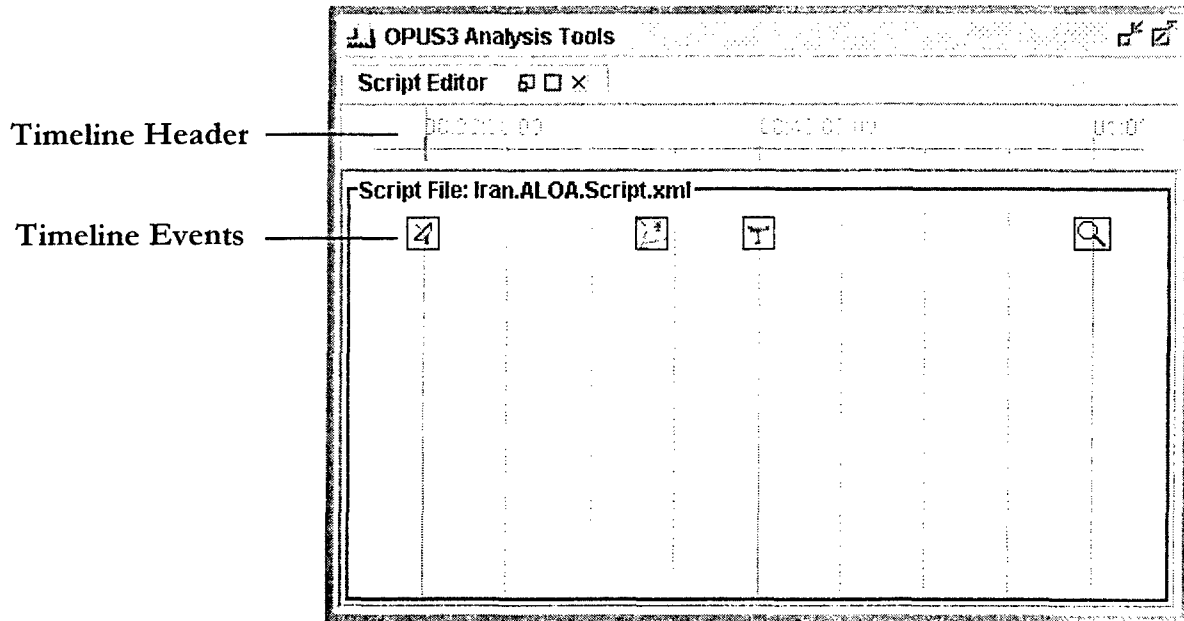 OPUS3 Analysis Tools
Script Editor
Timeline Header
Script File: Iran.ALOA.Script.xml
Timeline Events